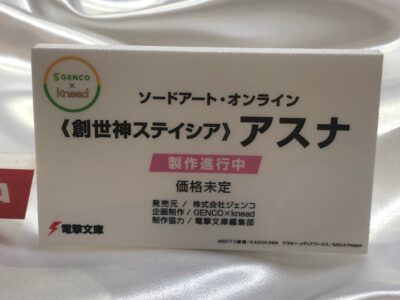 GENCO
×
knead
ソードアート・オンライン
《創世神ステイシア》アスナ
製作進行中
価格未定
発売元 / 株式会社ジェンコ
企画制作 / GENCO×knead
制作協力 / 電撃文庫編集部
電撃文庫